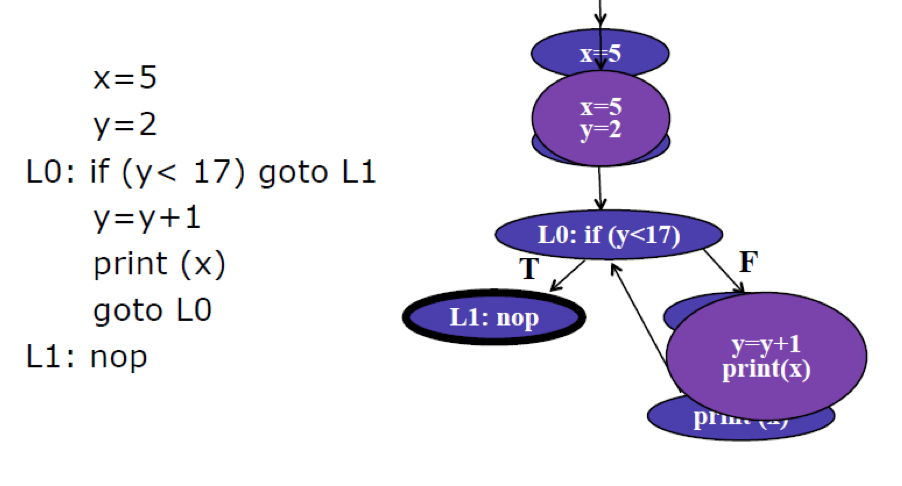 x=5
y=2
L0: if (y< 17) goto L1
y=y+1
print (x)
goto L0
L1: nop
x=5
x=5
y=2
L0: if (y<17)
T
F
L1: nop
y=y+1
print(x)